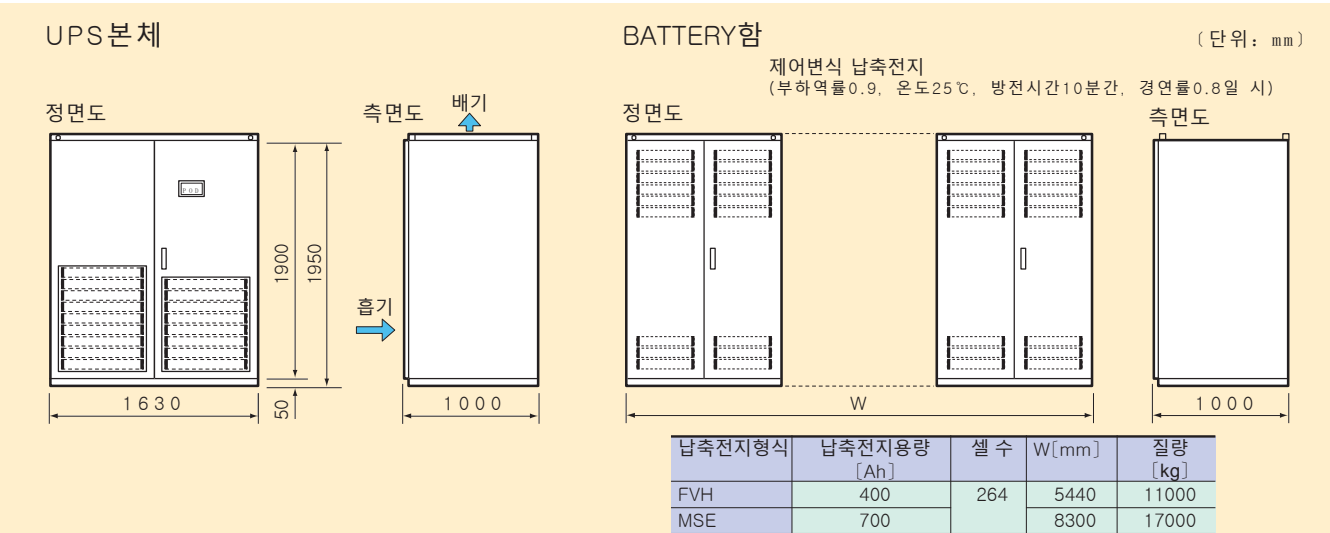 UPS본체
BATTERY함
〔단위: mm〕
제어변식 납축전지
(부하역률0.9, 온도25℃, 방전시간10분간, 경연률0.8일 시)
정면도
측면도
배기
정면도
측면도
POD
1900
1950
흡기
1630
50
1000
W
1000
납축전지형식 납축전지용량 〔Ah〕 셀 수 W〔mm〕 질량 〔kg〕
FVH 400 264 5440 11000
MSE 700 8300 17000